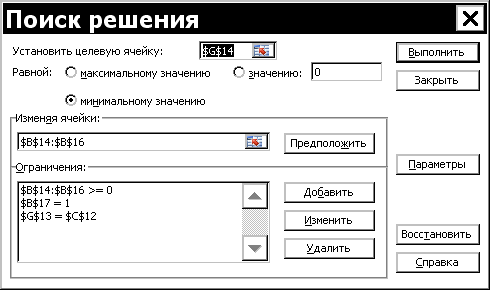 Поиск решения
Установить целевую ячейку: $G$14 Выполнить
Равной: максимальному значению значению: 0 Закрыть
минимальному значению
Изменяя ячейки:
$B$14:$B$16 Предположить
Ограничения: Параметры
$B$14:$B$16 >= 0 Добавить
$B$17 = 1
$G$13 = $C$12 Изменить
Восстановить
Удалить
Справка